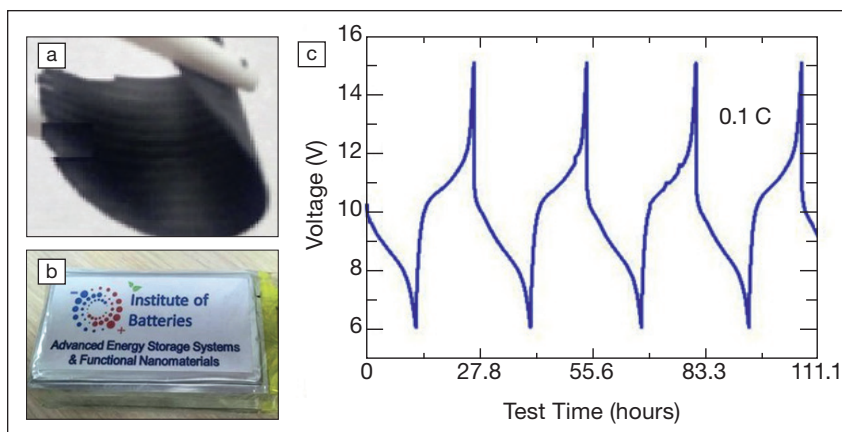 a
b
Institute of
Batteries
Advanced Energy Storage Systems
& Functional Nanomaterials
c
Voltage (V)
16
14
12
10
8
6
0.1 C
0
27.8
55.6
83.3
111.1
Test Time (hours)